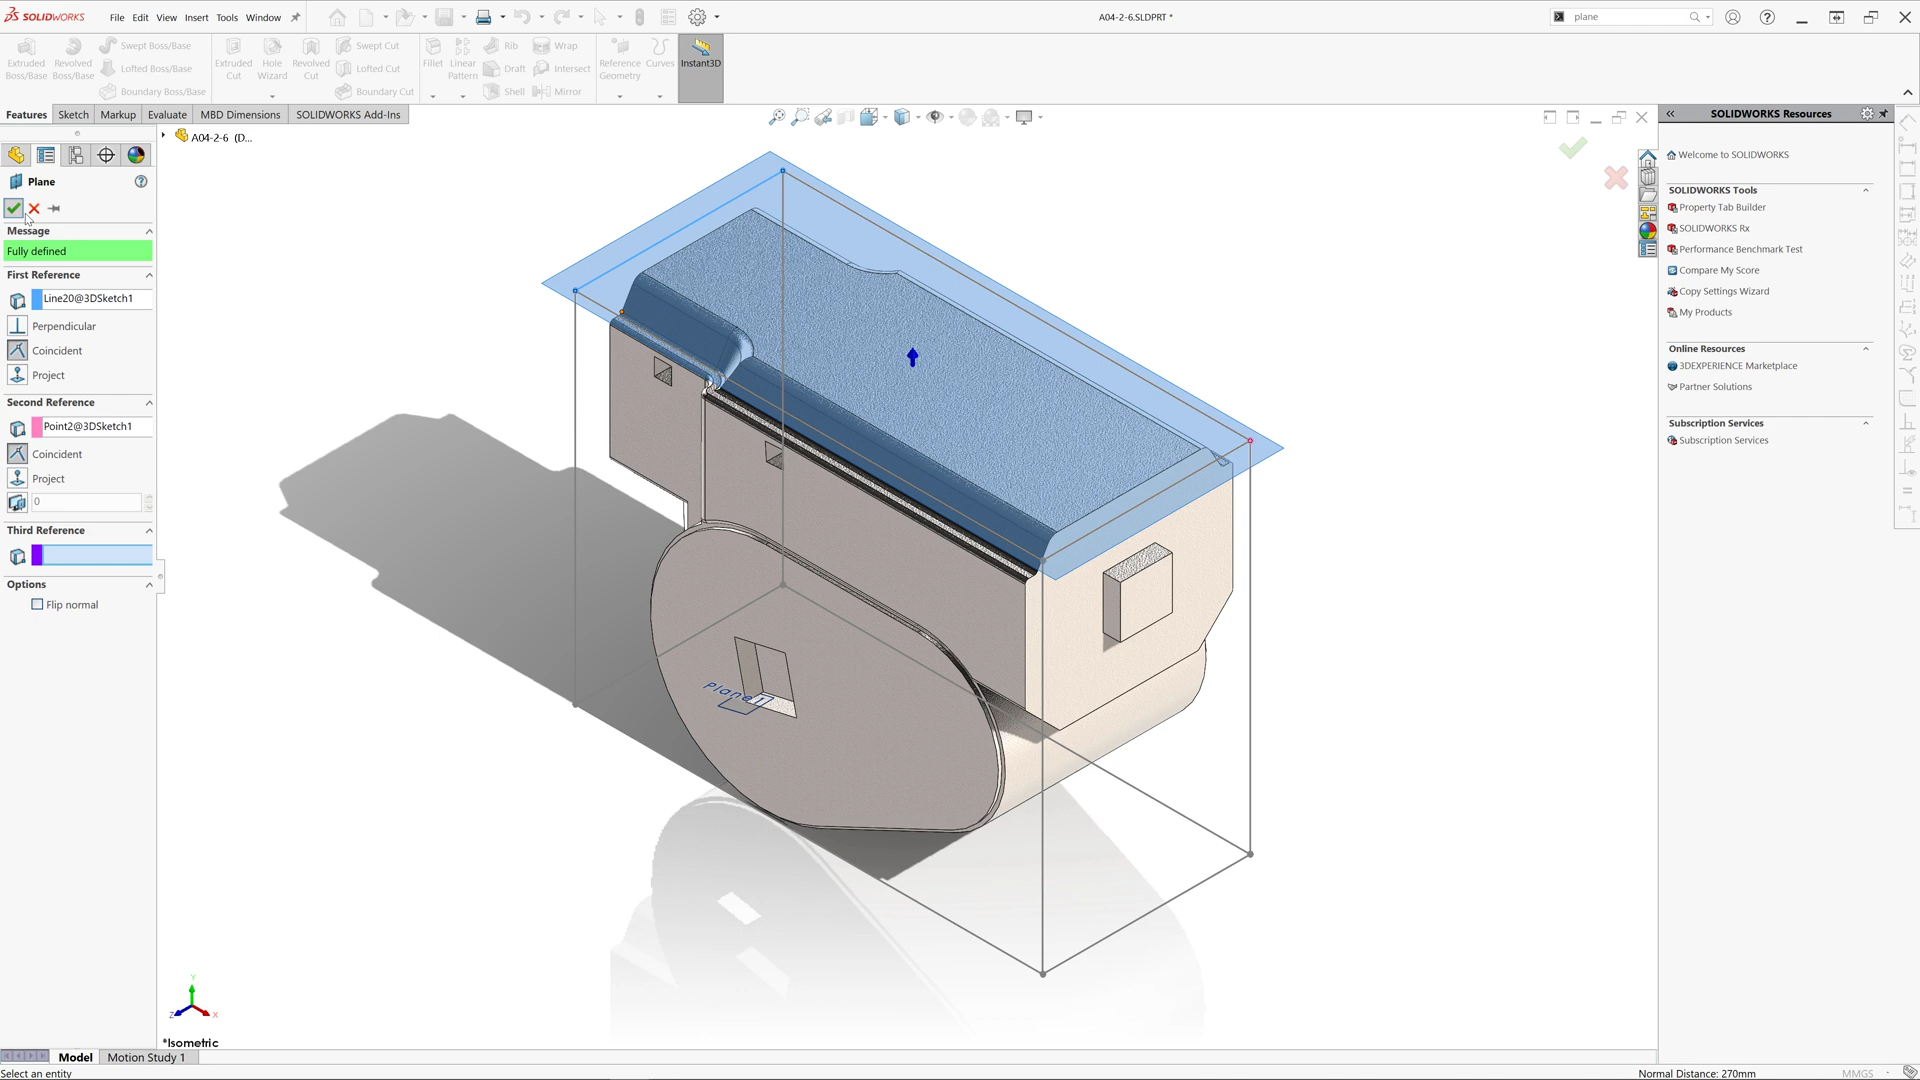 SOLIDWORKS File Edit View Insert Tools Window A04-2-6.SLDPRT * plane
Extruded Boss/Base
Revolved Boss/Base
Swept Boss/Base
Lofted Boss/Base
Boundary Boss/Base
Extruded Cut
Hole Wizard
Revolved Cut
Swept Cut
Lofted Cut
Boundary Cut
Fillet
Linear Pattern
Rib
Draft
Shell
Wrap
Intersect
Mirror
Reference Geometry
Curves
Instant3D
Features Sketch Markup Evaluate MBD Dimensions SOLIDWORKS Add-Ins
A04-2-6 (D...
Plane
Message
Fully defined
First Reference
Line20@3DSketch1
Perpendicular
Coincident
Project
Second Reference
Point2@3DSketch1
Coincident
Project
0
Third Reference
Options
Flip normal
Plane 1
Y
Z
X
*Isometric
SOLIDWORKS Resources
Welcome to SOLIDWORKS
SOLIDWORKS Tools
Property Tab Builder
SOLIDWORKS Rx
Performance Benchmark Test
Compare My Score
Copy Settings Wizard
My Products
Online Resources
3DEXPERIENCE Marketplace
Partner Solutions
Subscription Services
Subscription Services
Model Motion Study 1
Select an entity Normal Distance: 270mm MMGS